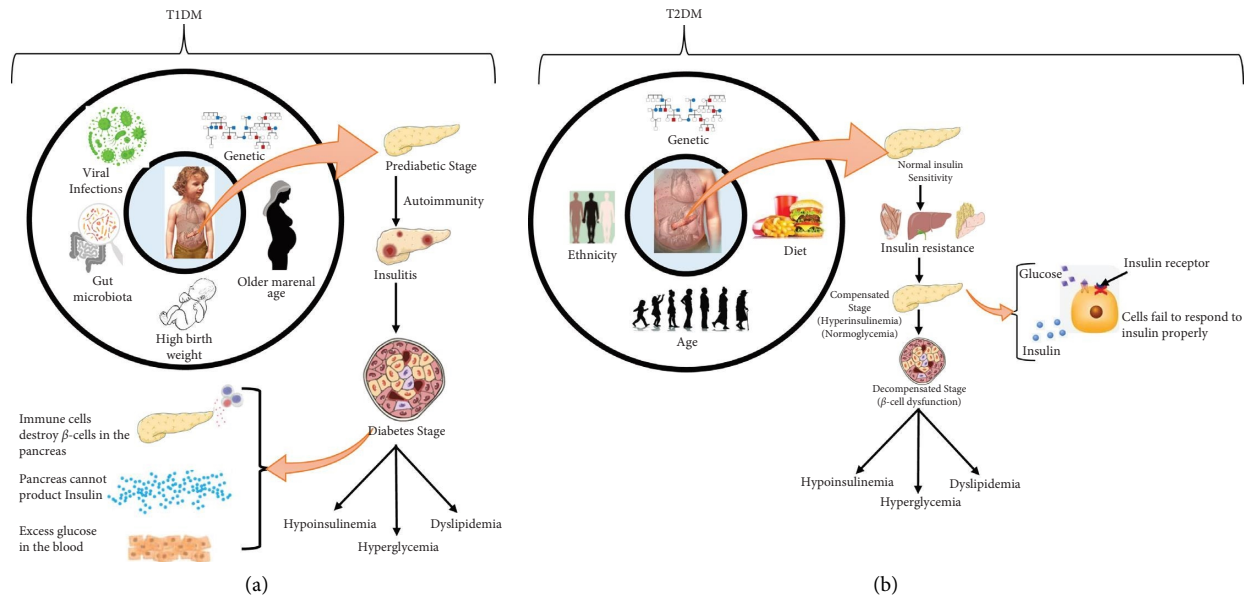 T1DM
Viral
Infections
Genetic
Gut
microbiota
Older marenal
age
High birth
weight
Prediabetic Stage
Autoimmunity
Insulitis
Diabetes Stage
Hypoinsulinemia
Hyperglycemia
Dyslipidemia
Immune cells
destroy β-cells in the
pancreas
Pancreas cannot
product Insulin
Excess glucose
in the blood
(a)
T2DM
Genetic
Ethnicity
Diet
Age
Normal insulin
Sensitivity
Insulin resistance
Compensated
Stage
(Hyperinsulinemia)
(Normoglycemia)
Decompensated Stage
(β-cell dysfunction)
Hypoinsulinemia
Hyperglycemia
Dyslipidemia
Glucose
Insulin receptor
Cells fail to respond to
insulin properly
Insulin
(b)